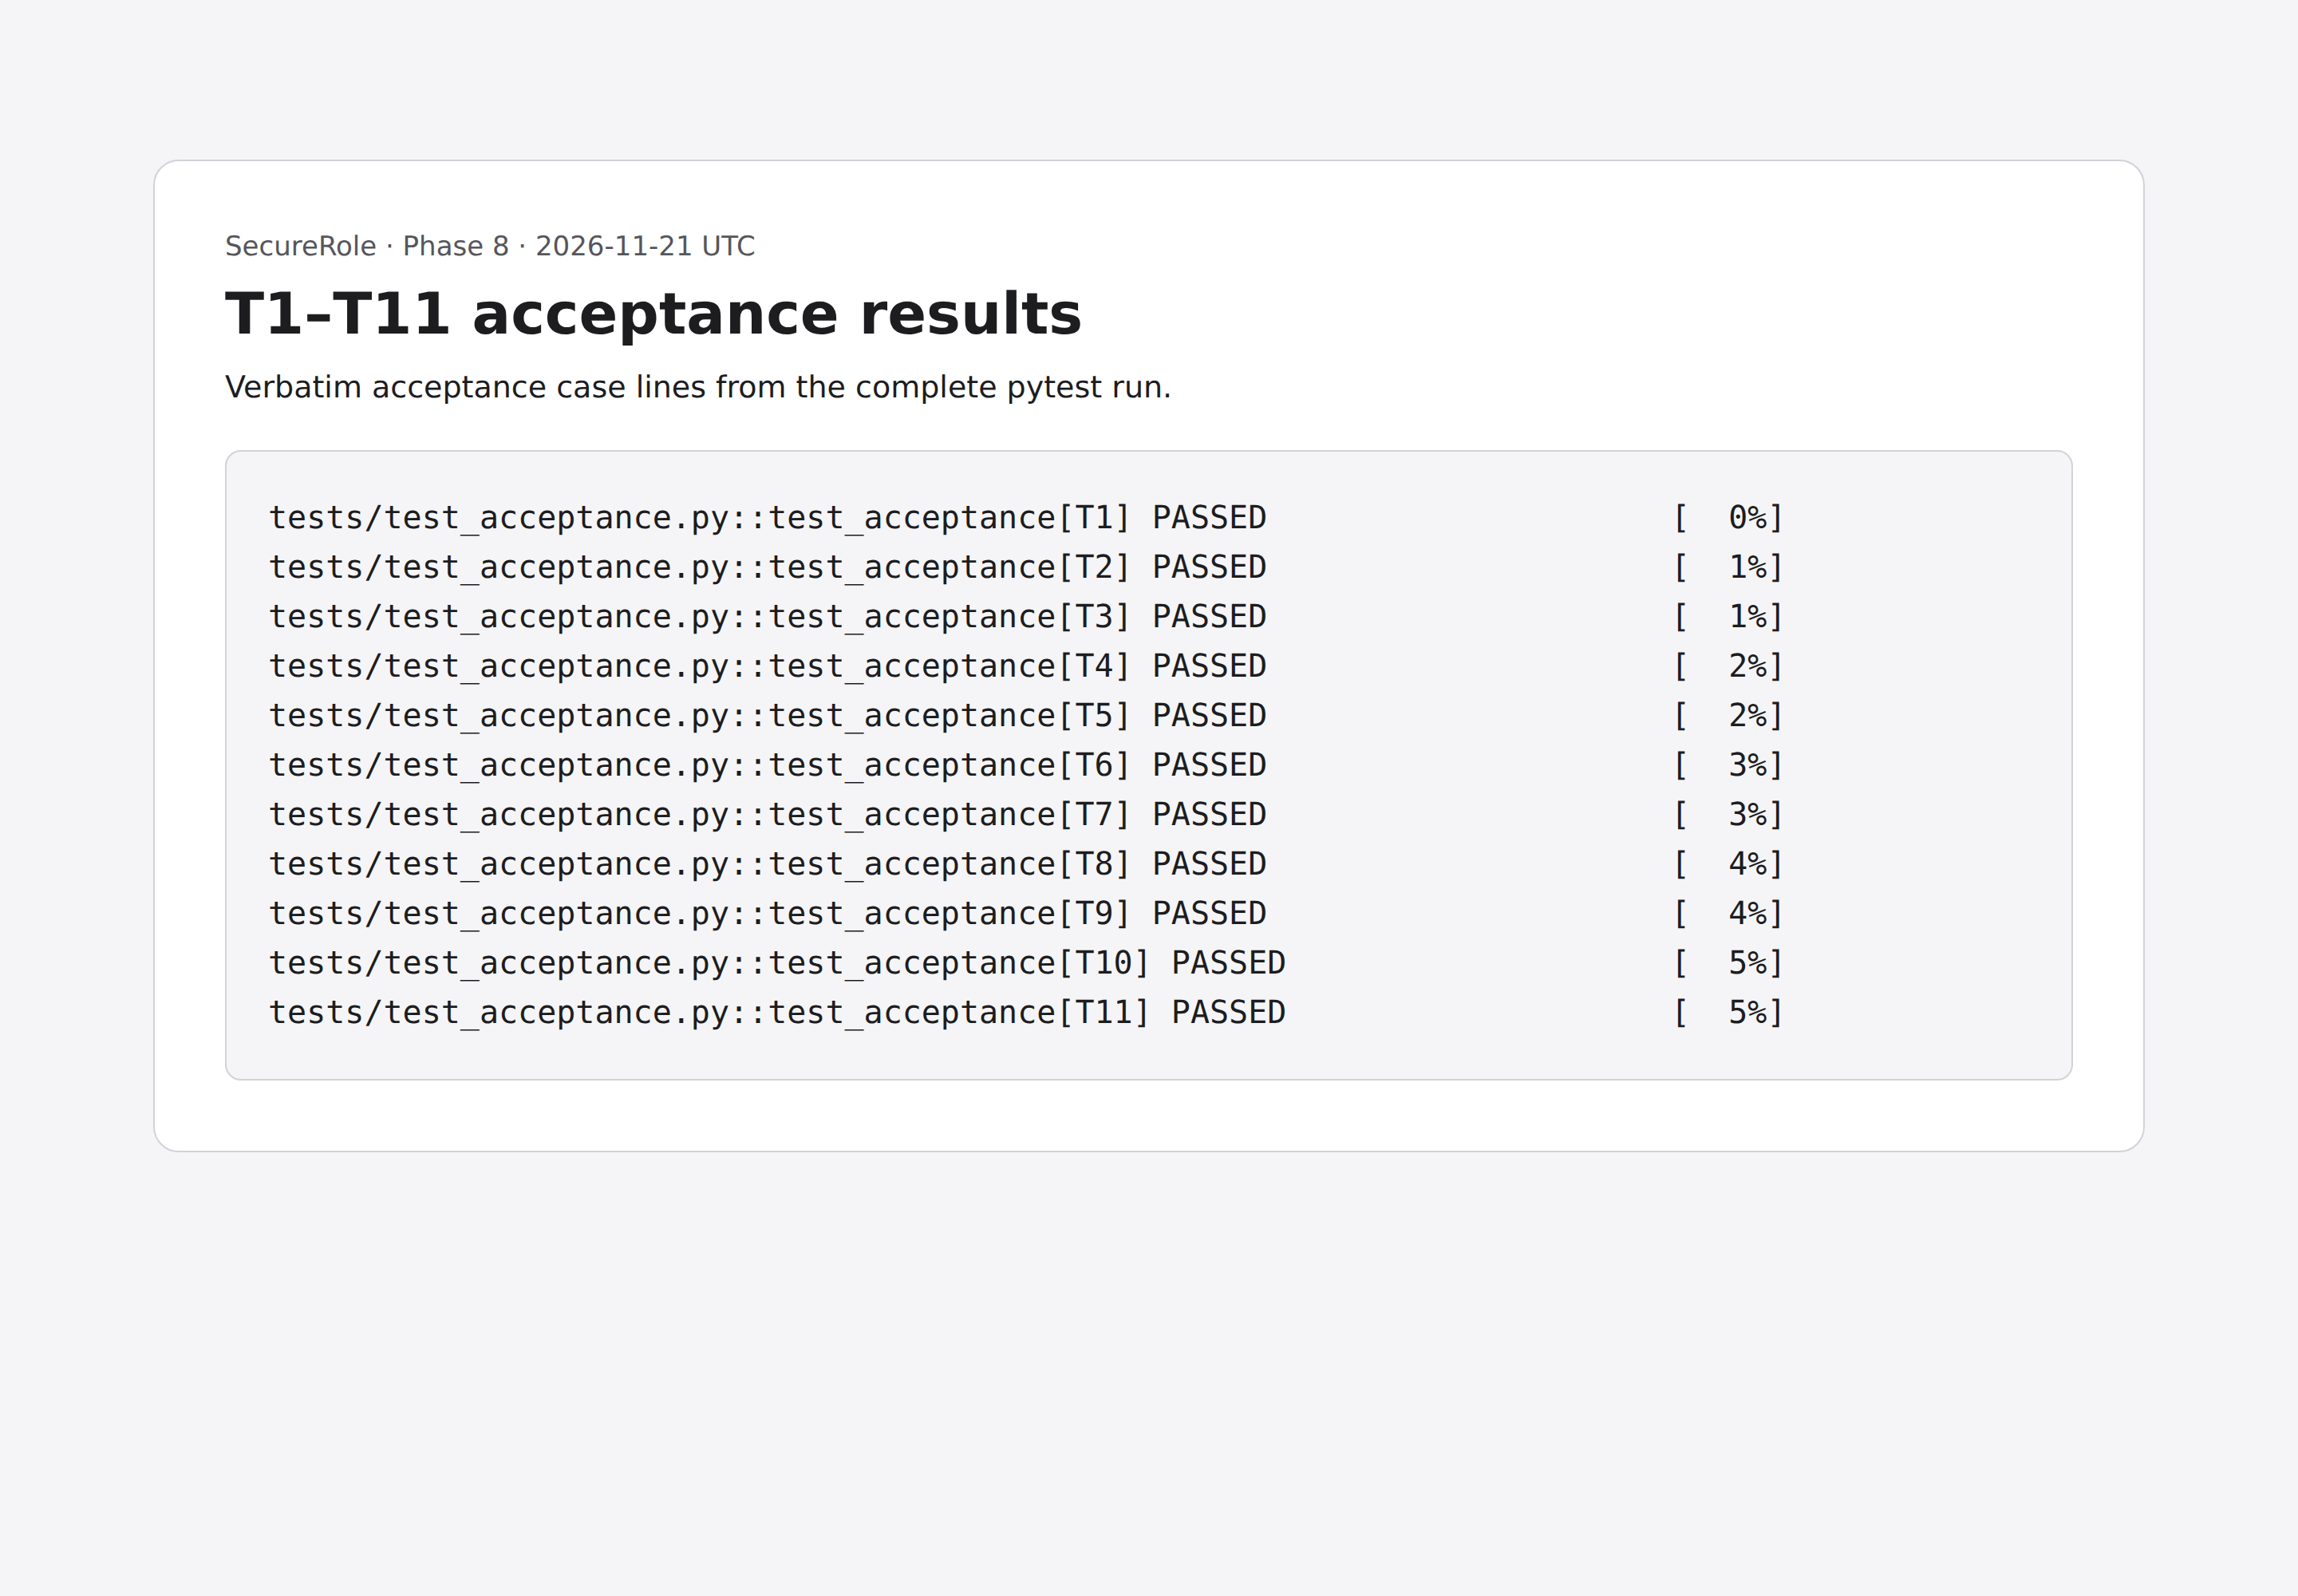 SecureRole · Phase 8 · 2026-11-21 UTC
T1–T11 acceptance results
Verbatim acceptance case lines from the complete pytest run.
tests/test_acceptance.py::test_acceptance[T1] PASSED                     [  0%]
tests/test_acceptance.py::test_acceptance[T2] PASSED                     [  1%]
tests/test_acceptance.py::test_acceptance[T3] PASSED                     [  1%]
tests/test_acceptance.py::test_acceptance[T4] PASSED                     [  2%]
tests/test_acceptance.py::test_acceptance[T5] PASSED                     [  2%]
tests/test_acceptance.py::test_acceptance[T6] PASSED                     [  3%]
tests/test_acceptance.py::test_acceptance[T7] PASSED                     [  3%]
tests/test_acceptance.py::test_acceptance[T8] PASSED                     [  4%]
tests/test_acceptance.py::test_acceptance[T9] PASSED                     [  4%]
tests/test_acceptance.py::test_acceptance[T10] PASSED                    [  5%]
tests/test_acceptance.py::test_acceptance[T11] PASSED                    [  5%]